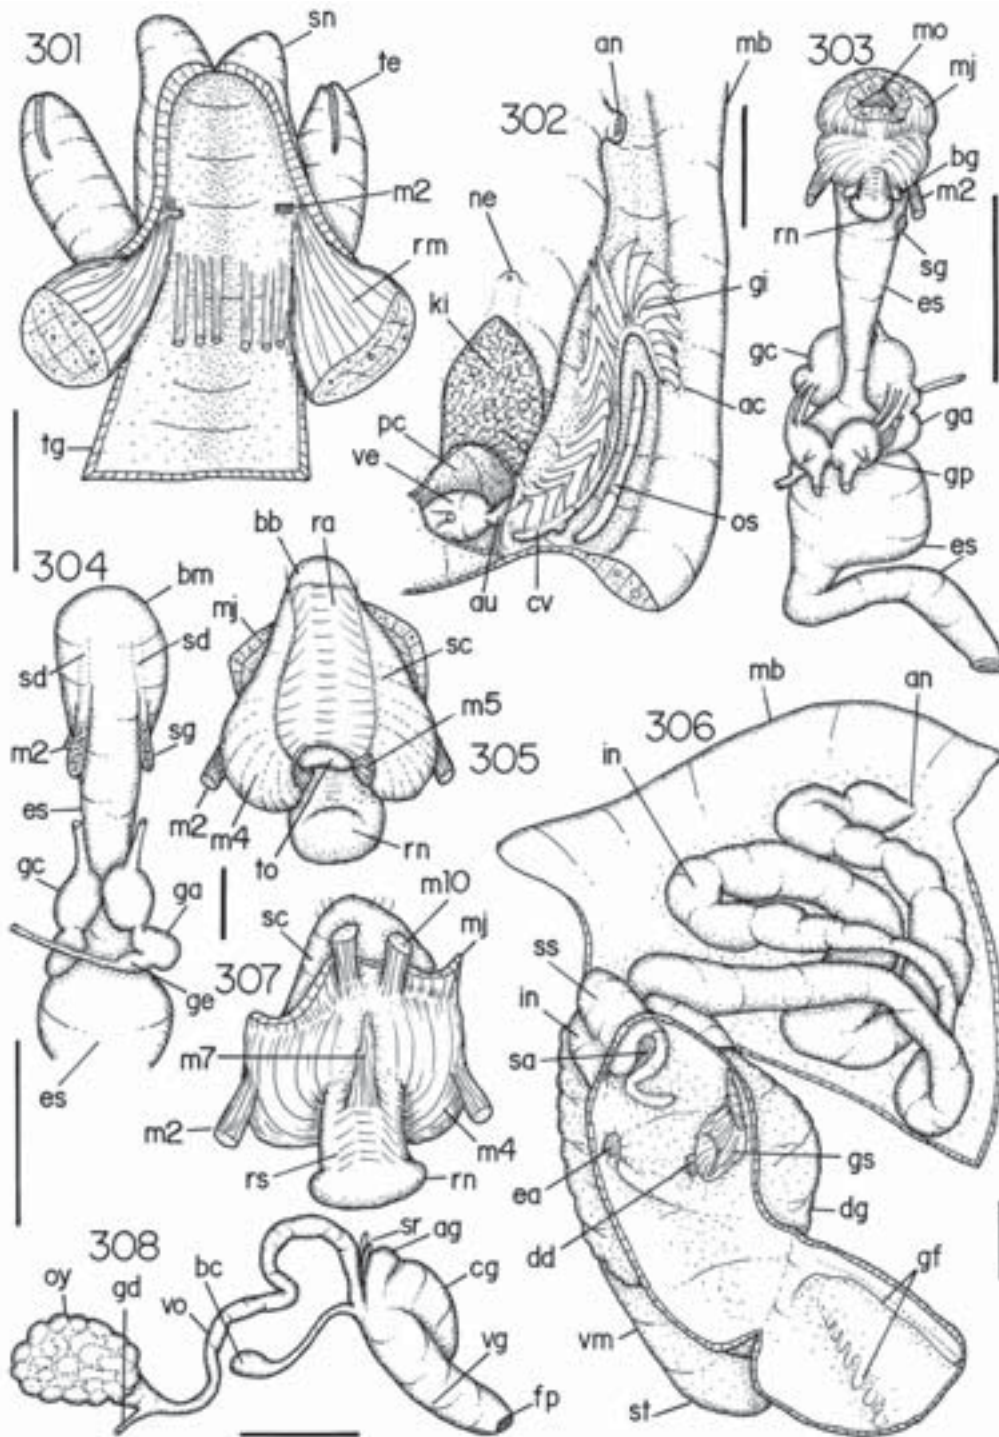 301
sn
te
m2
rm
tg
302
an
mb
ne
ki
gi
pc
ve
ac
os
au
cv
303
mo
mj
bg
m2
rn
sg
es
gc
ga
gp
es
es
304
bm
sd
sd
m2
sg
es
gc
ga
ge
es
305
bb
ra
mj
sc
m5
m2
m4
to
rn
306
mb
an
in
ss
in
sa
ea
dd
gs
dg
gf
vm
st
307
m10
sc
mj
m7
m2
m4
rs
rn
308
sr
ag
bc
cg
oy
gd
vo
vg
fp